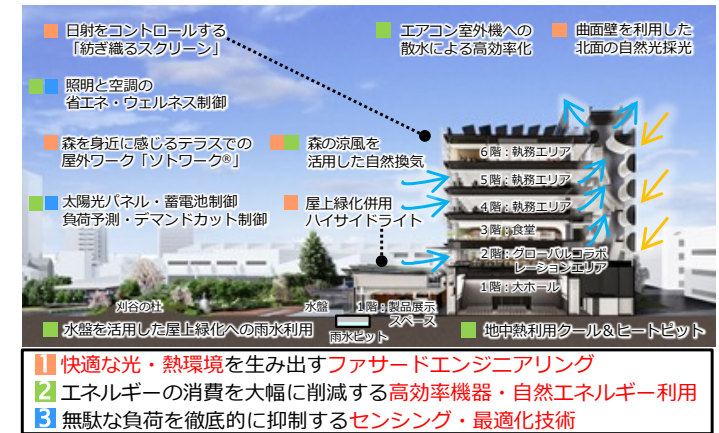 日射をコントロールする
「紡ぎ織るスクリーン」
エアコン室外機への
散水による高効率化
曲面壁を利用した
北面の自然光採光
照明と空調の
省エネ・ウェルネス制御
森を身近に感じるテラスでの
屋外ワーク「ソトワーク®」
森の涼風を
活用した自然換気
太陽光パネル・蓄電池制御
負荷予測・デマンドカット制御
屋上緑化併用
ハイサイドライト
6階：執務エリア
5階：執務エリア
4階：執務エリア
3階：食堂
2階：グローバルコラボ
レーションエリア
1階：大ホール
刈谷の杜
水盤
1階：製品展示
スペース
水盤を活用した屋上緑化への雨水利用
雨水ピット
地中熱利用クール&ヒートピット
1 快適な光・熱環境を生み出すファサードエンジニアリング
2 エネルギーの消費を大幅に削減する高効率機器・自然エネルギー利用
3 無駄な負荷を徹底的に抑制するセンシング・最適化技術